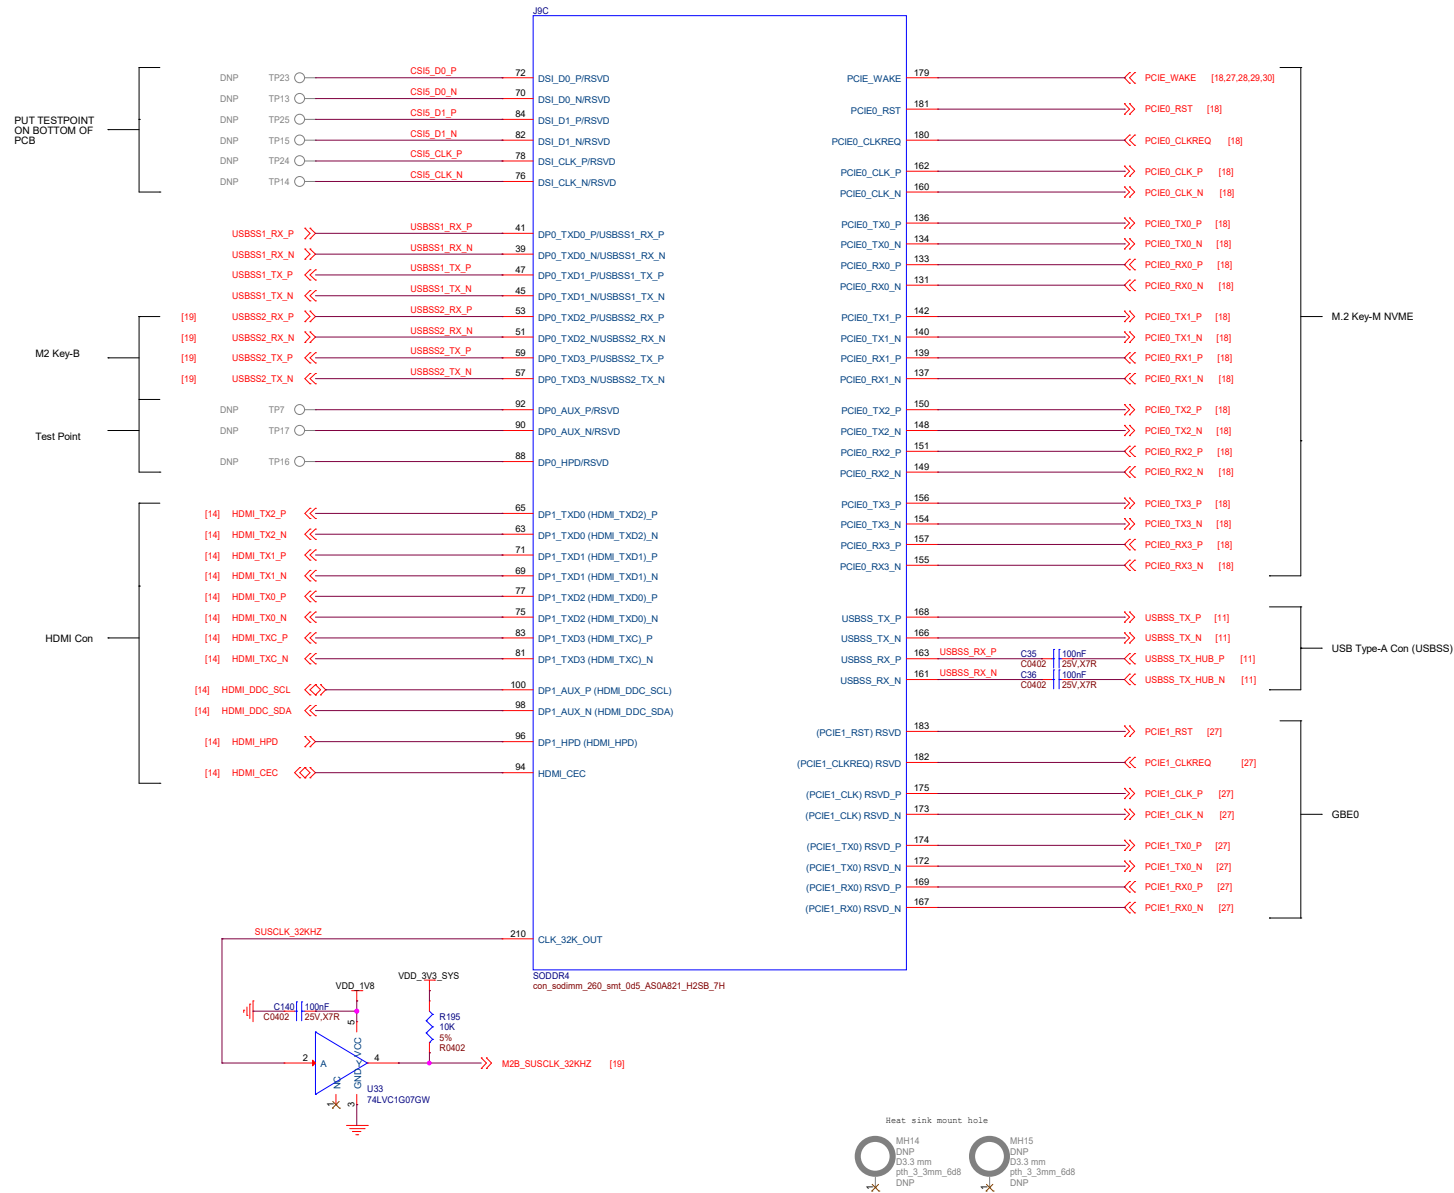 J9C
PUT TESTPOINT
ON BOTTOM OF
PCB
DNP TP23 CSI5_D0_P 72 DSI_D0_P/RSVD
DNP TP13 CSI5_D0_N 70 DSI_D0_N/RSVD
DNP TP25 CSI5_D1_P 84 DSI_D1_P/RSVD
DNP TP15 CSI5_D1_N 82 DSI_D1_N/RSVD
DNP TP24 CSI5_CLK_P 78 DSI_CLK_P/RSVD
DNP TP14 CSI5_CLK_N 76 DSI_CLK_N/RSVD
USBSS1_RX_P USBSS1_RX_P 41 DP0_TXD0_P/USBSS1_RX_P
USBSS1_RX_N USBSS1_RX_N 39 DP0_TXD0_N/USBSS1_RX_N
USBSS1_TX_P USBSS1_TX_P 47 DP0_TXD1_P/USBSS1_TX_P
USBSS1_TX_N USBSS1_TX_N 45 DP0_TXD1_N/USBSS1_TX_N
M2 Key-B
[19] USBSS2_RX_P USBSS2_RX_P 53 DP0_TXD2_P/USBSS2_RX_P
[19] USBSS2_RX_N USBSS2_RX_N 51 DP0_TXD2_N/USBSS2_RX_N
[19] USBSS2_TX_P USBSS2_TX_P 59 DP0_TXD3_P/USBSS2_TX_P
[19] USBSS2_TX_N USBSS2_TX_N 57 DP0_TXD3_N/USBSS2_TX_N
Test Point
DNP TP7 92 DP0_AUX_P/RSVD
DNP TP17 90 DP0_AUX_N/RSVD
DNP TP16 88 DP0_HPD/RSVD
HDMI Con
[14] HDMI_TX2_P 65 DP1_TXD0 (HDMI_TXD2)_P
[14] HDMI_TX2_N 63 DP1_TXD0 (HDMI_TXD2)_N
[14] HDMI_TX1_P 71 DP1_TXD1 (HDMI_TXD1)_P
[14] HDMI_TX1_N 69 DP1_TXD1 (HDMI_TXD1)_N
[14] HDMI_TX0_P 77 DP1_TXD2 (HDMI_TXD0)_P
[14] HDMI_TX0_N 75 DP1_TXD2 (HDMI_TXD0)_N
[14] HDMI_TXC_P 83 DP1_TXD3 (HDMI_TXC)_P
[14] HDMI_TXC_N 81 DP1_TXD3 (HDMI_TXC)_N
[14] HDMI_DDC_SCL 100 DP1_AUX_P (HDMI_DDC_SCL)
[14] HDMI_DDC_SDA 98 DP1_AUX_N (HDMI_DDC_SDA)
[14] HDMI_HPD 96 DP1_HPD (HDMI_HPD)
[14] HDMI_CEC 94 HDMI_CEC
SUSCLK_32KHZ 210 CLK_32K_OUT
PCIE_WAKE 179 PCIE_WAKE [18,27,28,29,30]
PCIE0_RST 181 PCIE0_RST [18]
PCIE0_CLKREQ 180 PCIE0_CLKREQ [18]
PCIE0_CLK_P 162 PCIE0_CLK_P [18]
PCIE0_CLK_N 160 PCIE0_CLK_N [18]
PCIE0_TX0_P 136 PCIE0_TX0_P [18]
PCIE0_TX0_N 134 PCIE0_TX0_N [18]
PCIE0_RX0_P 133 PCIE0_RX0_P [18]
PCIE0_RX0_N 131 PCIE0_RX0_N [18]
PCIE0_TX1_P 142 PCIE0_TX1_P [18]
PCIE0_TX1_N 140 PCIE0_TX1_N [18]
PCIE0_RX1_P 139 PCIE0_RX1_P [18]
PCIE0_RX1_N 137 PCIE0_RX1_N [18]
PCIE0_TX2_P 150 PCIE0_TX2_P [18]
PCIE0_TX2_N 148 PCIE0_TX2_N [18]
PCIE0_RX2_P 151 PCIE0_RX2_P [18]
PCIE0_RX2_N 149 PCIE0_RX2_N [18]
PCIE0_TX3_P 156 PCIE0_TX3_P [18]
PCIE0_TX3_N 154 PCIE0_TX3_N [18]
PCIE0_RX3_P 157 PCIE0_RX3_P [18]
PCIE0_RX3_N 155 PCIE0_RX3_N [18]
M.2 Key-M NVME
USBSS_TX_P 168 USBSS_TX_P [11]
USBSS_TX_N 166 USBSS_TX_N [11]
USBSS_RX_P 163 USBSS_RX_P C35 100nF USBSS_TX_HUB_P [11]
C0402 25V,X7R
USBSS_RX_N 161 USBSS_RX_N C36 100nF USBSS_TX_HUB_N [11]
C0402 25V,X7R
USB Type-A Con (USBSS)
(PCIE1_RST) RSVD 183 PCIE1_RST [27]
(PCIE1_CLKREQ) RSVD 182 PCIE1_CLKREQ [27]
(PCIE1_CLK) RSVD_P 175 PCIE1_CLK_P [27]
(PCIE1_CLK) RSVD_N 173 PCIE1_CLK_N [27]
(PCIE1_TX0) RSVD_P 174 PCIE1_TX0_P [27]
(PCIE1_TX0) RSVD_N 172 PCIE1_TX0_N [27]
(PCIE1_RX0) RSVD_P 169 PCIE1_RX0_P [27]
(PCIE1_RX0) RSVD_N 167 PCIE1_RX0_N [27]
GBE0
SODDR4
con_sodimm_260_smt_0d5_AS0A821_H2SB_7H
VDD_3V3_SYS
VDD_1V8
C140 100nF
C0402 25V,X7R
R195
10K
5%
R0402
5
VCC
2 A Y 4
NC GND
1 3
U33
74LVC1G07GW
M2B_SUSCLK_32KHZ [19]
Heat sink mount hole
MH14
DNP
D3.3 mm
pth_3_3mm_6d8
DNP
1
MH15
DNP
D3.3 mm
pth_3_3mm_6d8
DNP
1